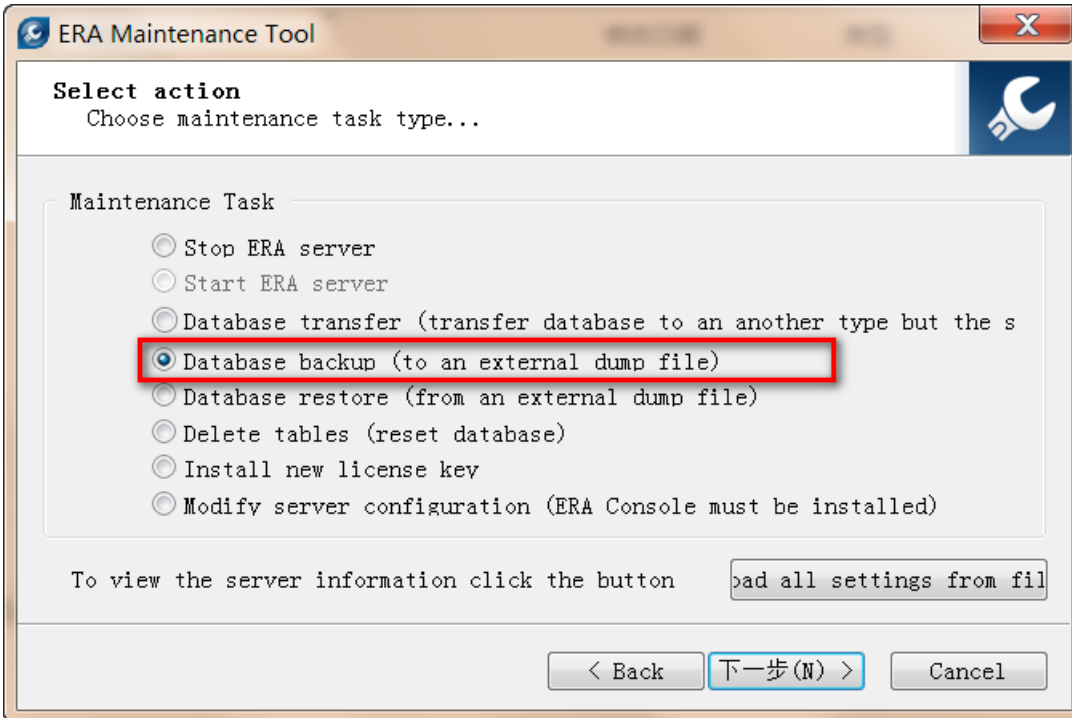 ERA Maintenance Tool
Select action
Choose maintenance task type...
Maintenance Task
Stop ERA server
Start ERA server
Database transfer (transfer database to an another type but the s
Database backup (to an external dump file)
Database restore (from an external dump file)
Delete tables (reset database)
Install new license key
Modify server configuration (ERA Console must be installed)
To view the server information click the button
oad all settings from fil
< Back
下一步(N) >
Cancel